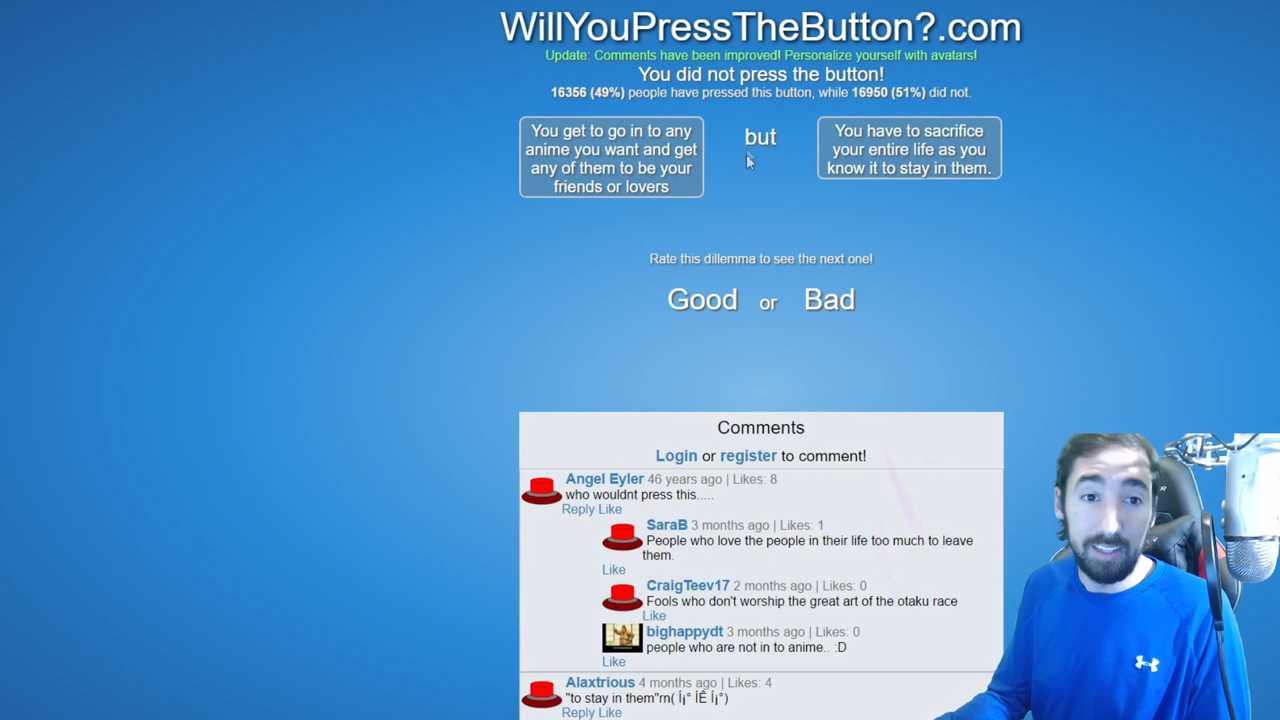 WillYouPressTheButton?.com
Update: Comments have been improved! Personalize yourself with avatars!
You did not press the button!
16356 (49%) people have pressed this button, while 16950 (51%) did not.
You get to go in to any
anime you want and get
any of them to be your
friends or lovers
but
You have to sacrifice
your entire life as you
know it to stay in them.
Rate this dillemma to see the next one!
Good or Bad
Comments
Login or register to comment!
Angel Eyler 46 years ago | Likes: 8
who wouldnt press this.....
Reply Like
SaraB 3 months ago | Likes: 1
People who love the people in their life too much to leave
them.
Like
CraigTeev17 2 months ago | Likes: 0
Fools who don't worship the great art of the otaku race
Like
bighappydt 3 months ago | Likes: 0
people who are not in to anime.. :D
Like
Alaxtrious 4 months ago | Likes: 4
"to stay in them"rn( Í¡° ÍÊ Í¡°)
Reply Like